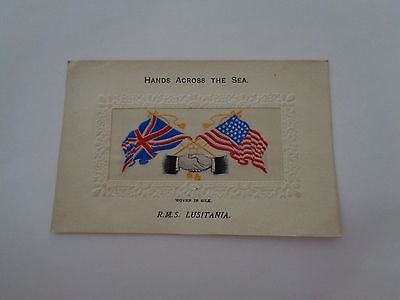 HANDS ACROSS THE SEA.
WOVEN IN SILK.
R.M.S. LUSITANIA.